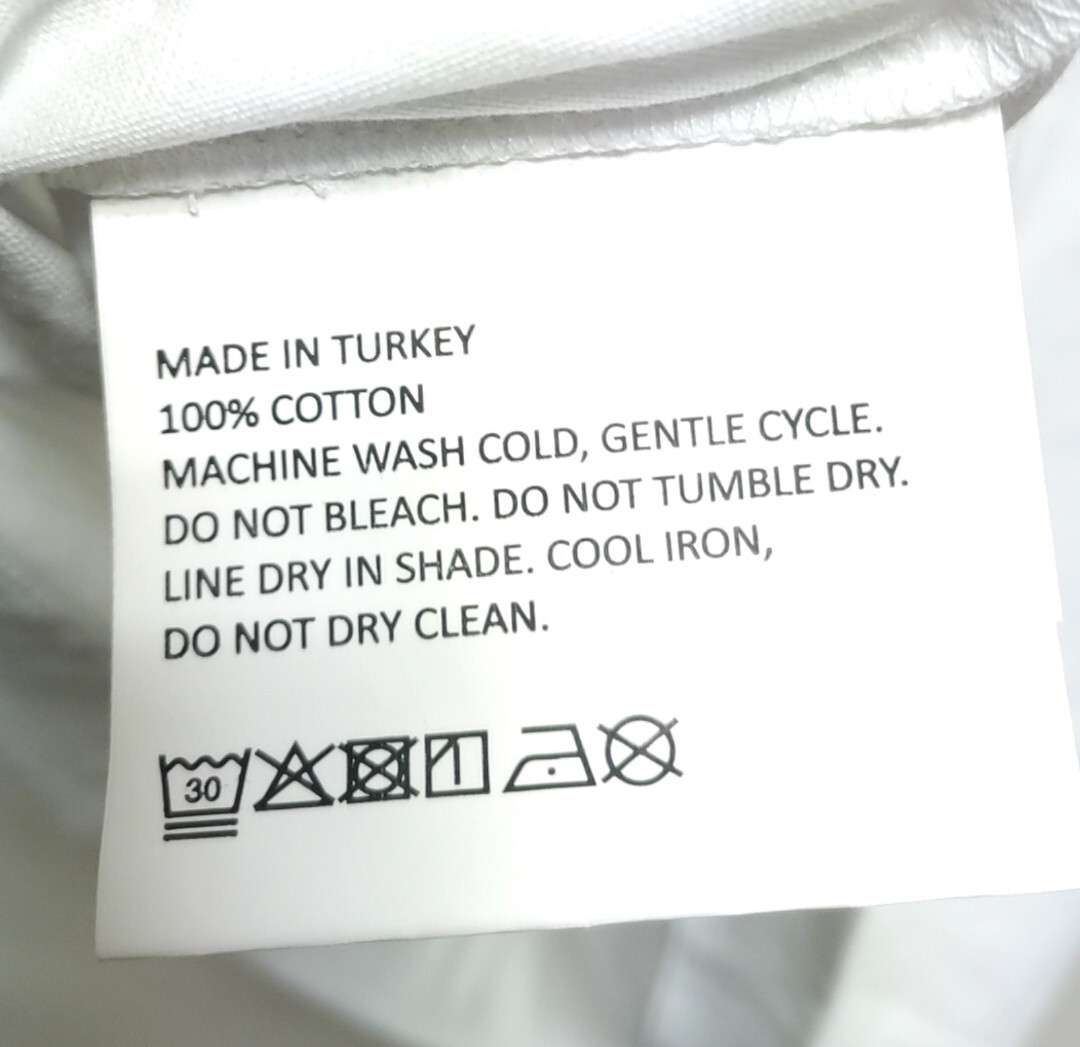 MADE IN TURKEY
100% COTTON
MACHINE WASH COLD, GENTLE CYCLE.
DO NOT BLEACH. DO NOT TUMBLE DRY.
LINE DRY IN SHADE. COOL IRON,
DO NOT DRY CLEAN.
30